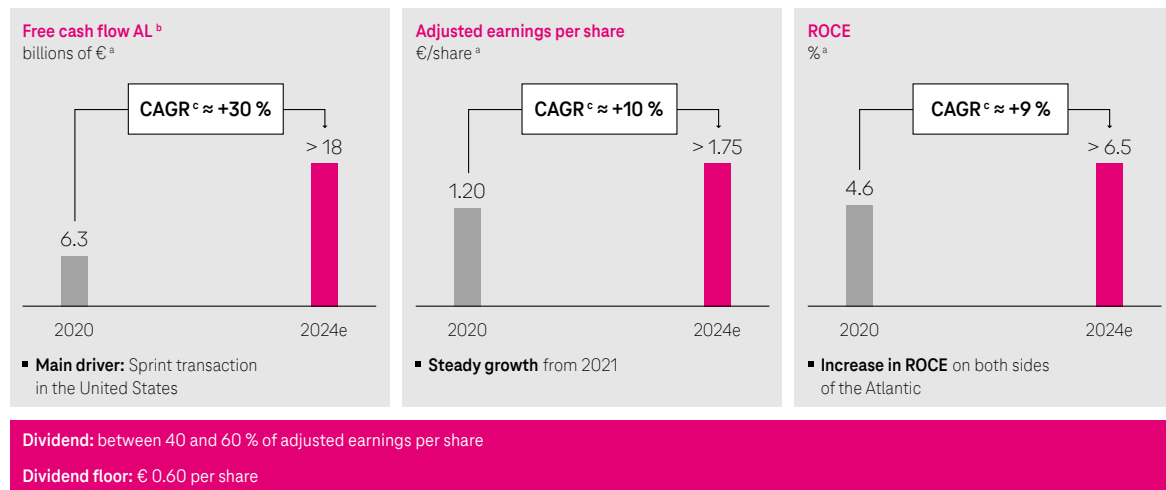 Free cash flow AL ᵇ
billions of € ᵃ
CAGR ᶜ ≈ +30 %
> 18
6.3
2020
2024e
▪ Main driver: Sprint transaction
in the United States
Adjusted earnings per share
€/share ᵃ
CAGR ᶜ ≈ +10 %
> 1.75
1.20
2020
2024e
▪ Steady growth from 2021
ROCE
% ᵃ
CAGR ᶜ ≈ +9 %
> 6.5
4.6
2020
2024e
▪ Increase in ROCE on both sides
of the Atlantic
Dividend: between 40 and 60 % of adjusted earnings per share
Dividend floor: € 0.60 per share